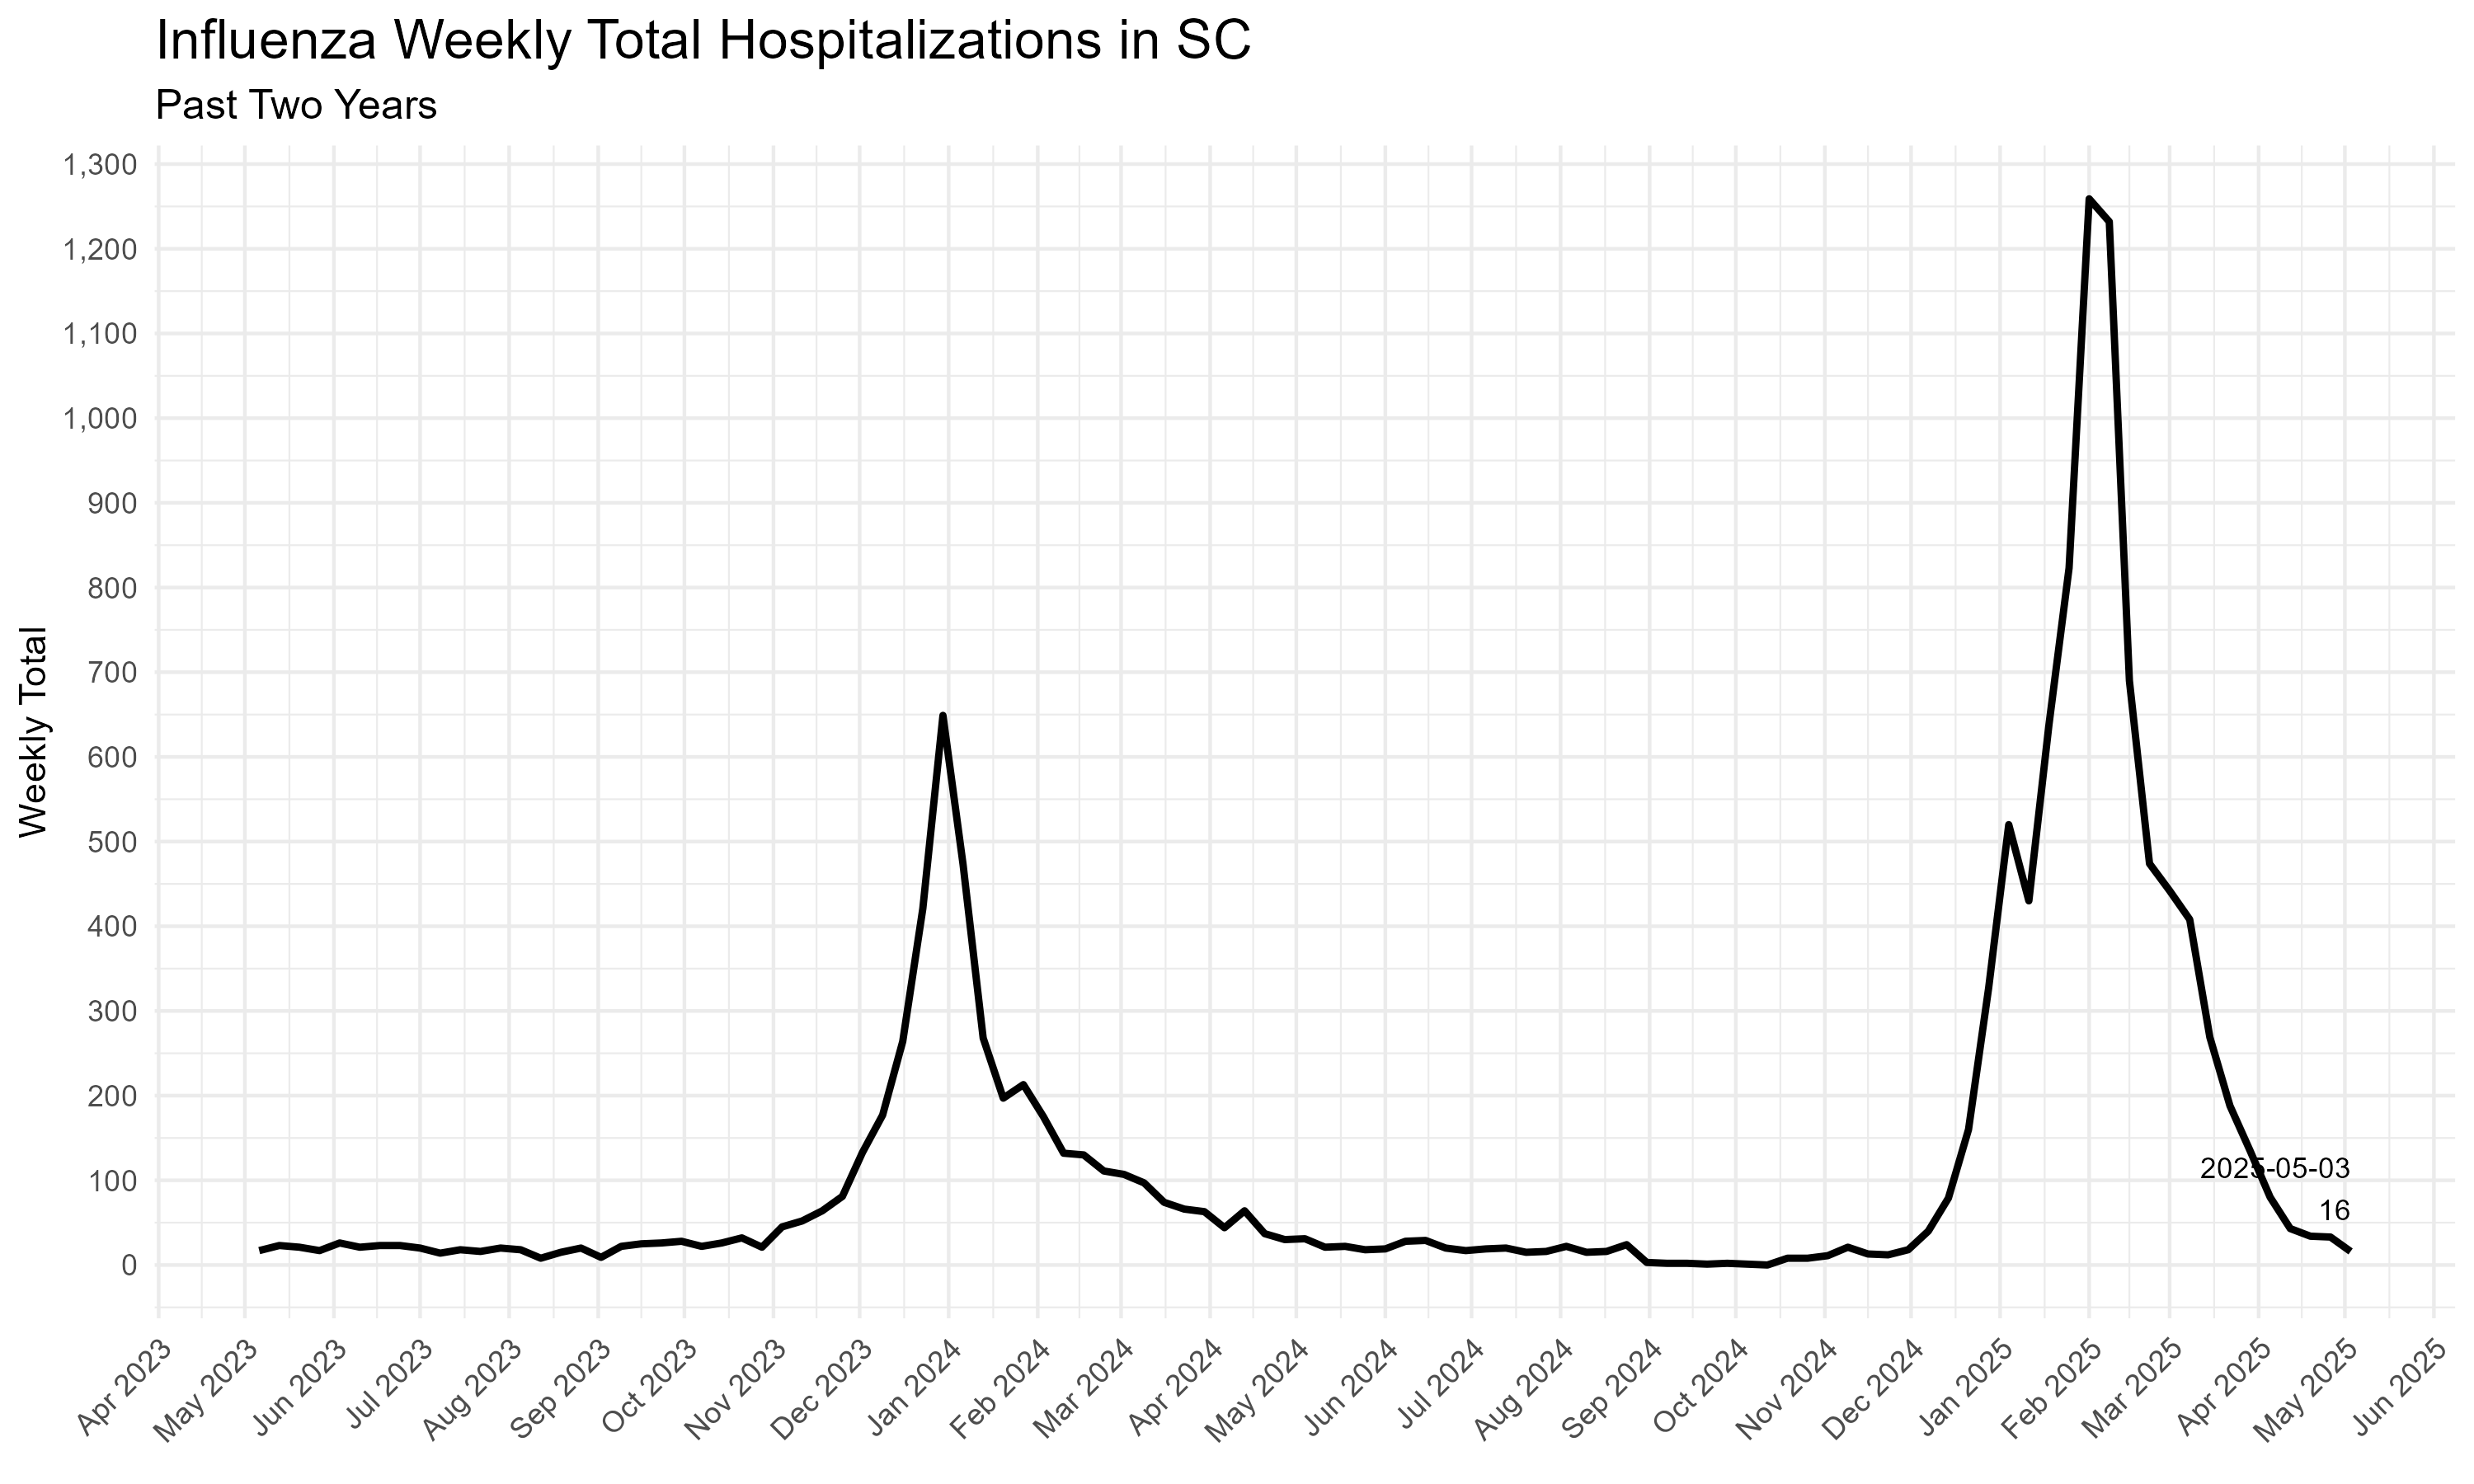 Influenza Weekly Total Hospitalizations in SC
Past Two Years
Weekly Total
1,300
1,200
1,100
1,000
900
800
700
600
500
400
300
200
100
0
2025-05-03
16
Apr 2023
May 2023
Jun 2023
Jul 2023
Aug 2023
Sep 2023
Oct 2023
Nov 2023
Dec 2023
Jan 2024
Feb 2024
Mar 2024
Apr 2024
May 2024
Jun 2024
Jul 2024
Aug 2024
Sep 2024
Oct 2024
Nov 2024
Dec 2024
Jan 2025
Feb 2025
Mar 2025
Apr 2025
May 2025
Jun 2025